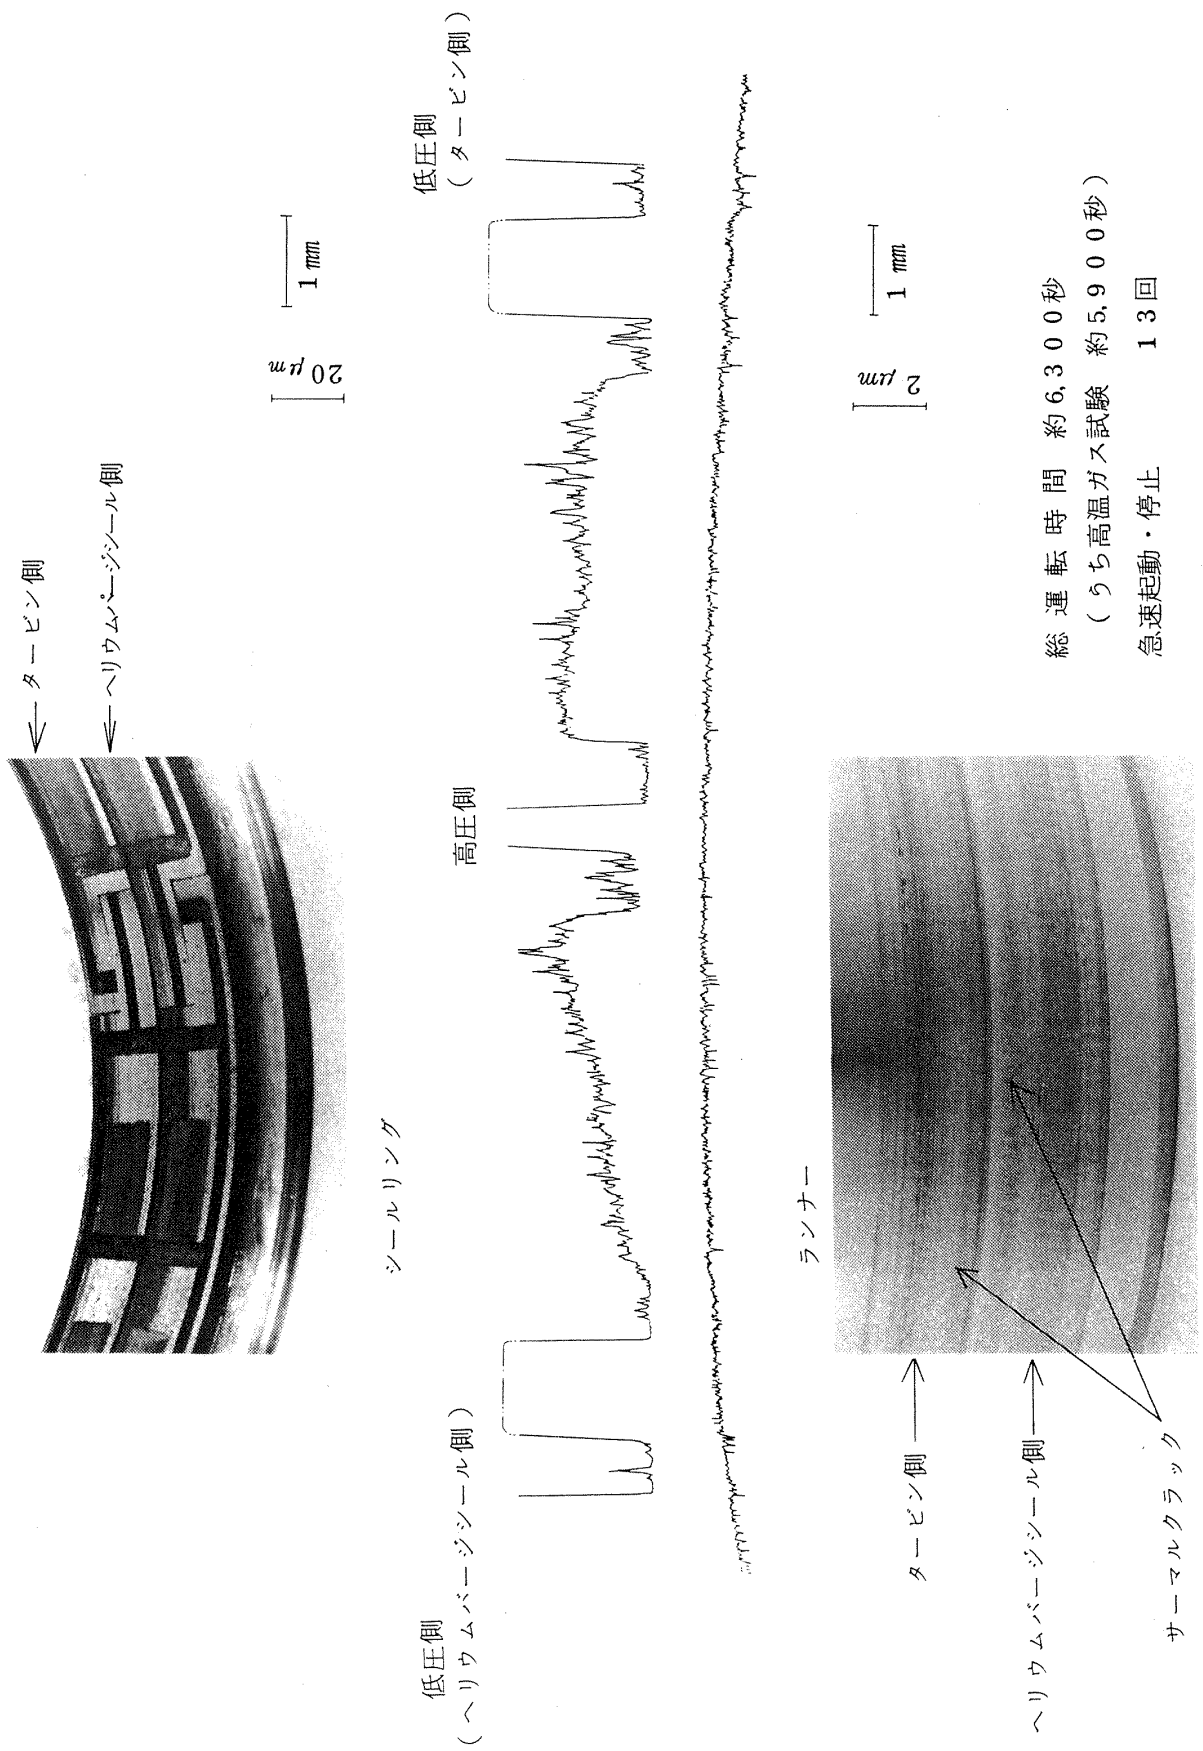 ←タービン側
←ヘリウムパージシール側
シールリング
20μm
1mm
低圧側
(ヘリウムパージシール側)
高圧側
低圧側
(タービン側)
ランナー
2μm
1mm
タービン側→
ヘリウムパージシール側→
サーマルクラック
総運転時間 約6,300秒
(うち高温ガス試験 約5,900秒)
急速起動・停止 13回